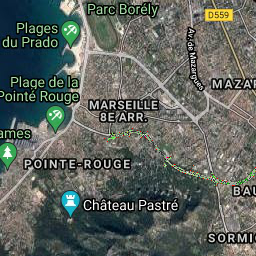 Parc Borély
D559
Plages
du Prado
Av. de Mazargues
Plage de la
Pointe Rouge
MAZAR
MARSEILLE
8E ARR.
ames
POINTE-ROUGE
Château Pastré
BAU
SORMIO